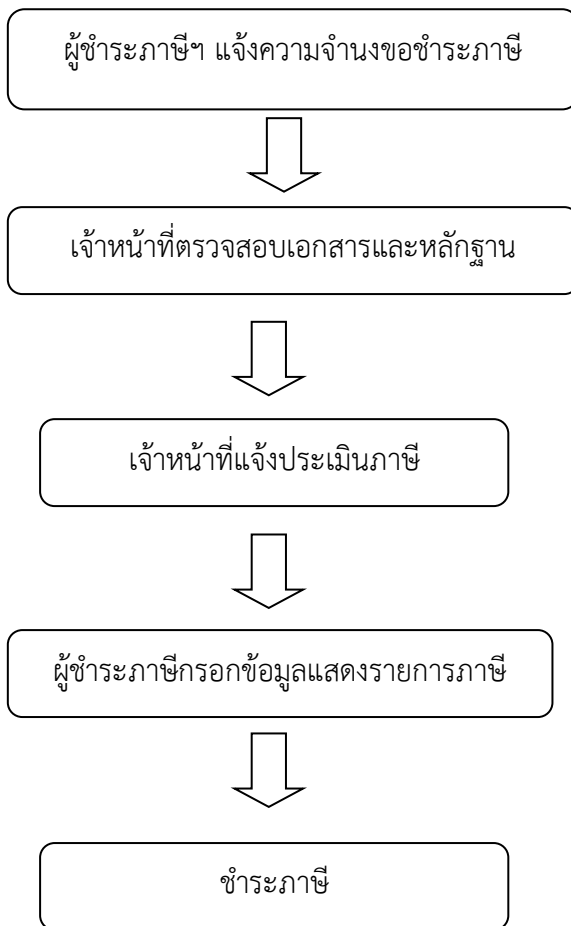 ผู้ชำระภาษีฯ แจ้งความจำนงขอชำระภาษี
เจ้าหน้าที่ตรวจสอบเอกสารและหลักฐาน
เจ้าหน้าที่แจ้งประเมินภาษี
ผู้ชำระภาษีกรอกข้อมูลแสดงรายการภาษี
ชำระภาษี